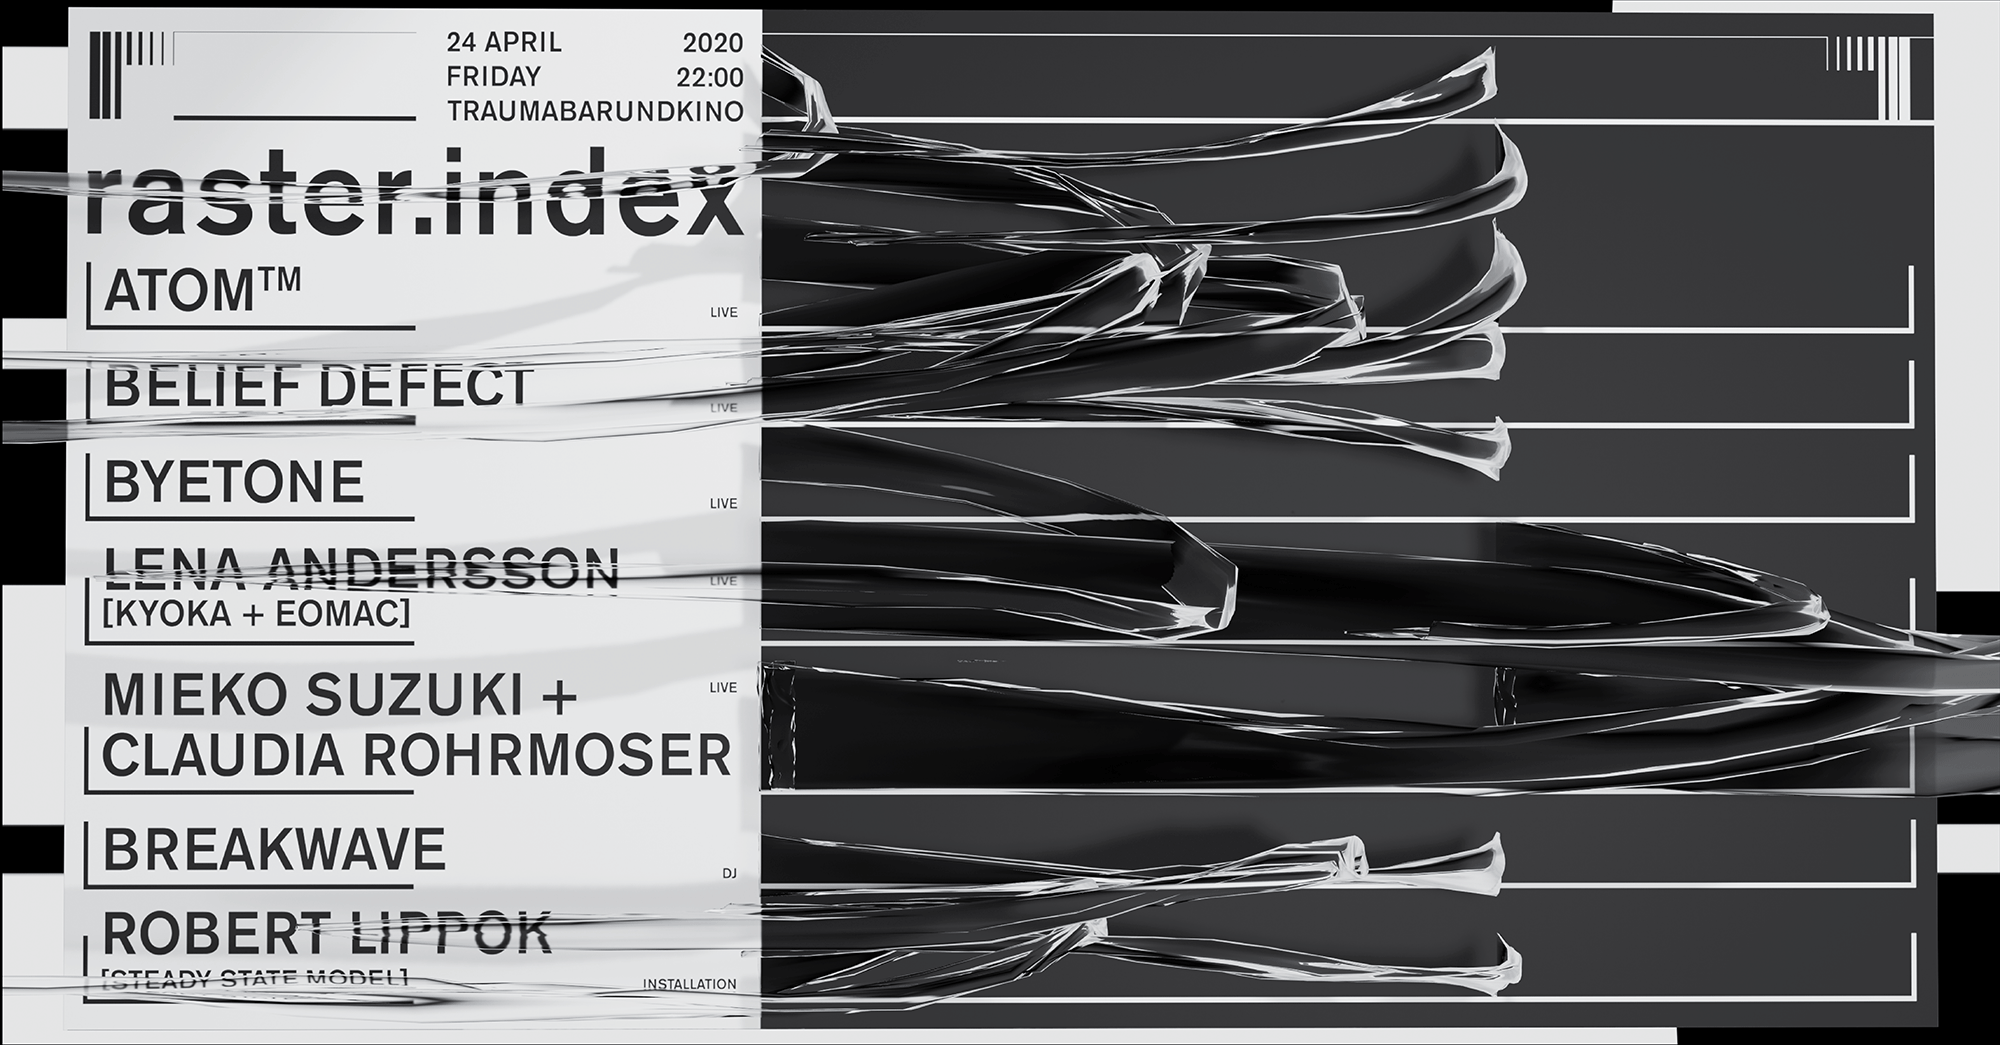 24 APRIL 2020
FRIDAY 22:00
TRAUMABARUNDKINO
raster.index
ATOM™
LIVE
BELIEF DEFECT
LIVE
BYETONE
LIVE
LENA ANDERSSON
LIVE
[KYOKA + EOMAC]
MIEKO SUZUKI +
LIVE
CLAUDIA ROHRMOSER
BREAKWAVE
DJ
ROBERT LIPPOK
[STEADY STATE MODEL]
INSTALLATION